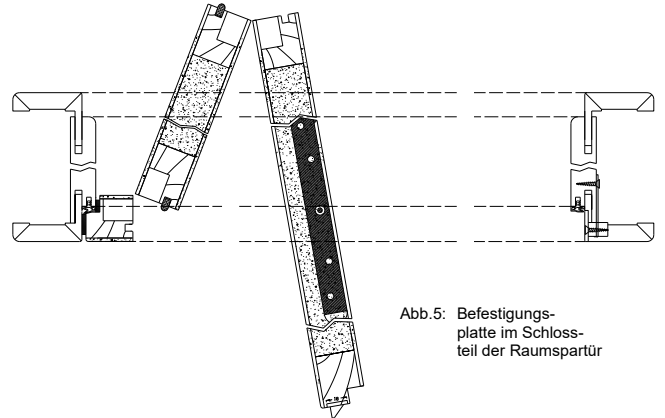 Abb.5: Befestigungs-
platte im Schloss-
teil der Raumspartür